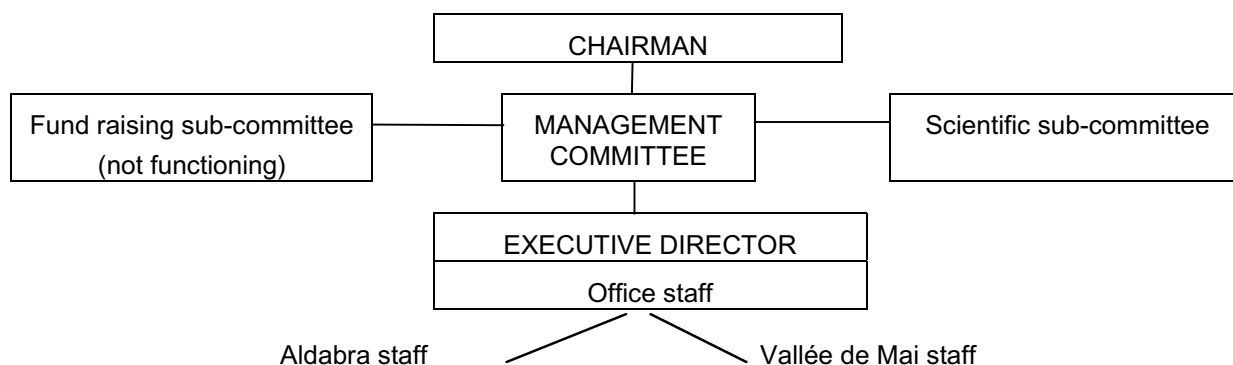 CHAIRMAN
Fund raising sub-committee
(not functioning)
MANAGEMENT
COMMITTEE
Scientific sub-committee
EXECUTIVE DIRECTOR
Office staff
Aldabra staff
Vallée de Mai staff